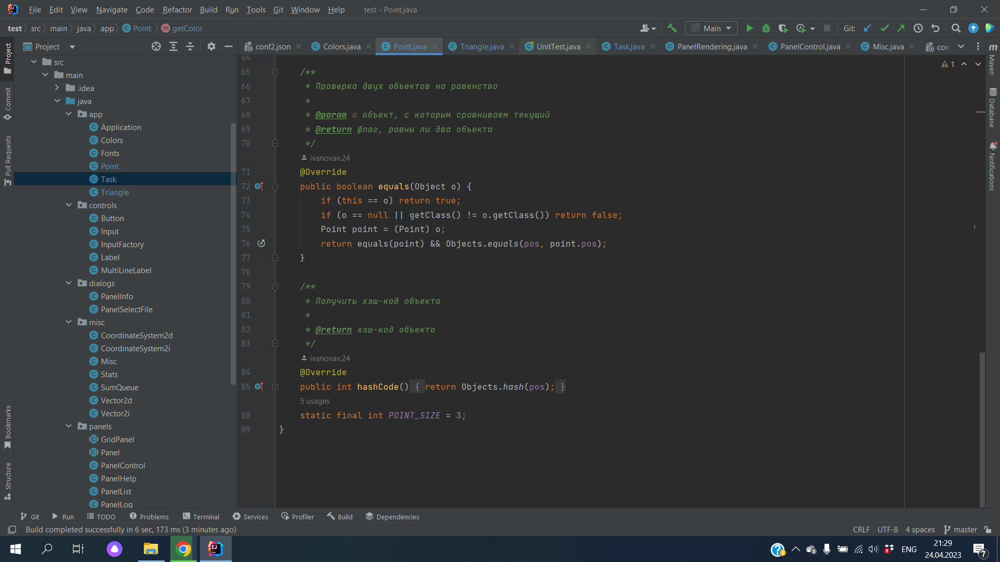 File Edit View Navigate Code Refactor Build Run Tools Git Window Help test - Point.java
test src main java app Point getColor Main Git:
Project conf2.json Colors.java Point.java Triangle.java UnitTest.java Task.java PanelRendering.java PanelControl.java Misc.java con
Project
Commit
Pull Requests
Bookmarks
Structure
src
main
.idea
java
app
Application
Colors
Fonts
Point
Task
Triangle
controls
Button
Input
InputFactory
Label
MultiLineLabel
dialogs
PanelInfo
PanelSelectFile
misc
CoordinateSystem2d
CoordinateSystem2i
Misc
Stats
SumQueue
Vector2d
Vector2i
panels
GridPanel
Panel
PanelControl
PanelHelp
PanelList
PanelLog
64
65 /**
66 * Проверка двух объектов на равенство
67 *
68 * @param o объект, с которым сравниваем текущий
69 * @return флаг, равны ли два объекта
70 */
ivanovav.24
71 @Override
72 public boolean equals(Object o) {
73 if (this == o) return true;
74 if (o == null || getClass() != o.getClass()) return false;
75 Point point = (Point) o;
76 return equals(point) && Objects.equals(pos, point.pos);
77 }
78
79 /**
80 * Получить хэш-код объекта
81 *
82 * @return хэш-код объекта
83 */
ivanovav.24
84 @Override
85 public int hashCode() { return Objects.hash(pos); }
5 usages
88 static final int POINT_SIZE = 3;
89 }
1
Maven
Database
Notifications
Git Run TODO Problems Terminal Services Profiler Build Dependencies
Build completed successfully in 6 sec, 173 ms (3 minutes ago) CRLF UTF-8 4 spaces master
ENG 21:29
24.04.2023
7